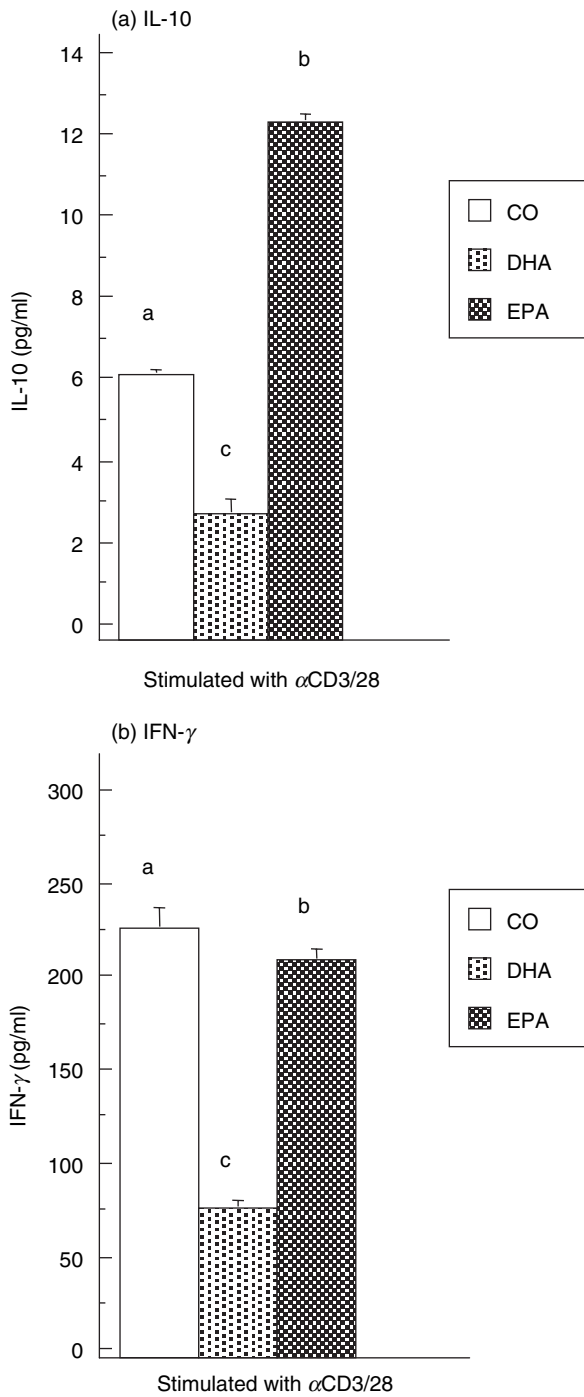 (a) IL-10
14
12
10
8
6
4
2
0
IL-10 (pg/ml)
a
c
b
CO
DHA
EPA
Stimulated with αCD3/28
(b) IFN-γ
300
250
200
150
100
50
0
IFN-γ (pg/ml)
a
c
b
CO
DHA
EPA
Stimulated with αCD3/28